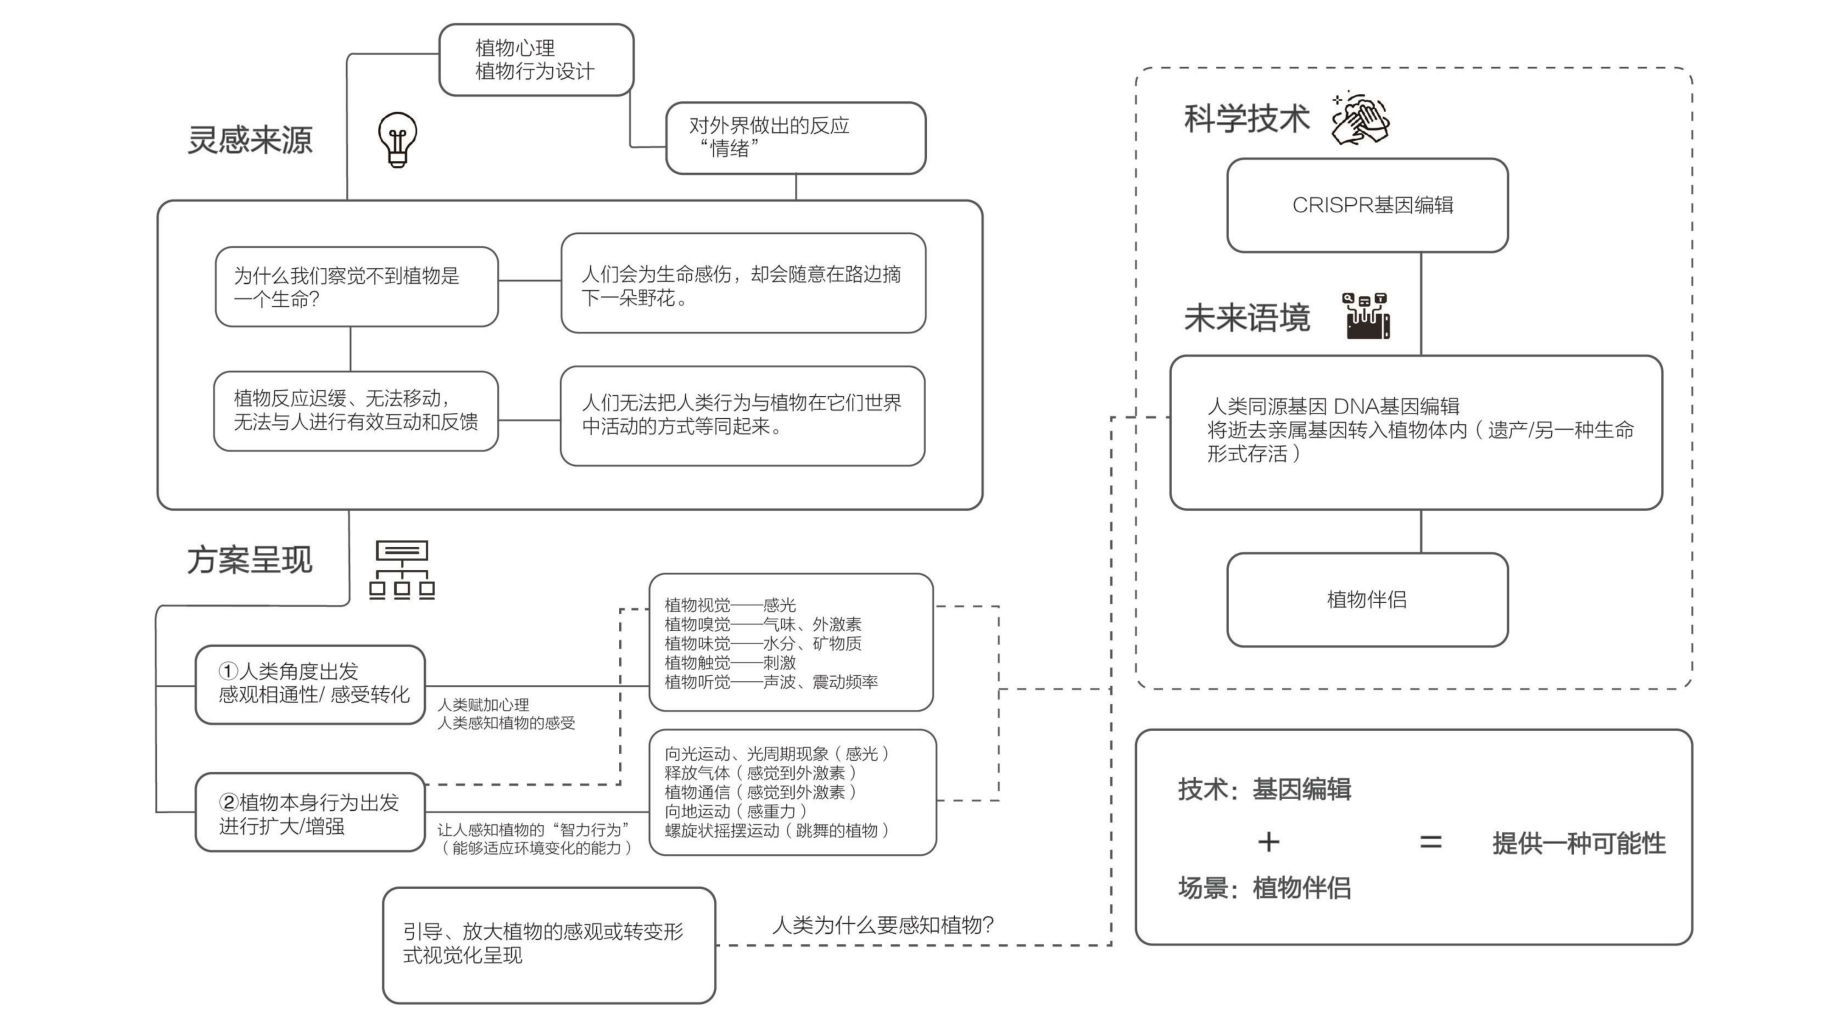 植物心理
植物行为设计
对外界做出的反应
“情绪”
灵感来源
为什么我们察觉不到植物是
一个生命?
人们会为生命感伤，却会随意在路边摘
下一朵野花。
植物反应迟缓、无法移动，
无法与人进行有效互动和反馈
人们无法把人类行为与植物在它们世界
中活动的方式等同起来。
方案呈现
①人类角度出发
感观相通性/ 感受转化
人类赋加心理
人类感知植物的感受
植物视觉——感光
植物嗅觉——气味、外激素
植物味觉——水分、矿物质
植物触觉——刺激
植物听觉——声波、震动频率
②植物本身行为出发
进行扩大/增强
让人感知植物的“智力行为”
（能够适应环境变化的能力）
向光运动、光周期现象（感光）
释放气体（感觉到外激素）
植物通信（感觉到外激素）
向地运动（感重力）
螺旋状摇摆运动（跳舞的植物）
引导、放大植物的感观或转变形
式视觉化呈现
人类为什么要感知植物?
科学技术
CRISPR基因编辑
未来语境
人类同源基因 DNA基因编辑
将逝去亲属基因转入植物体内（遗产/另一种生命
形式存活）
植物伴侣
技术：基因编辑
+ = 提供一种可能性
场景：植物伴侣